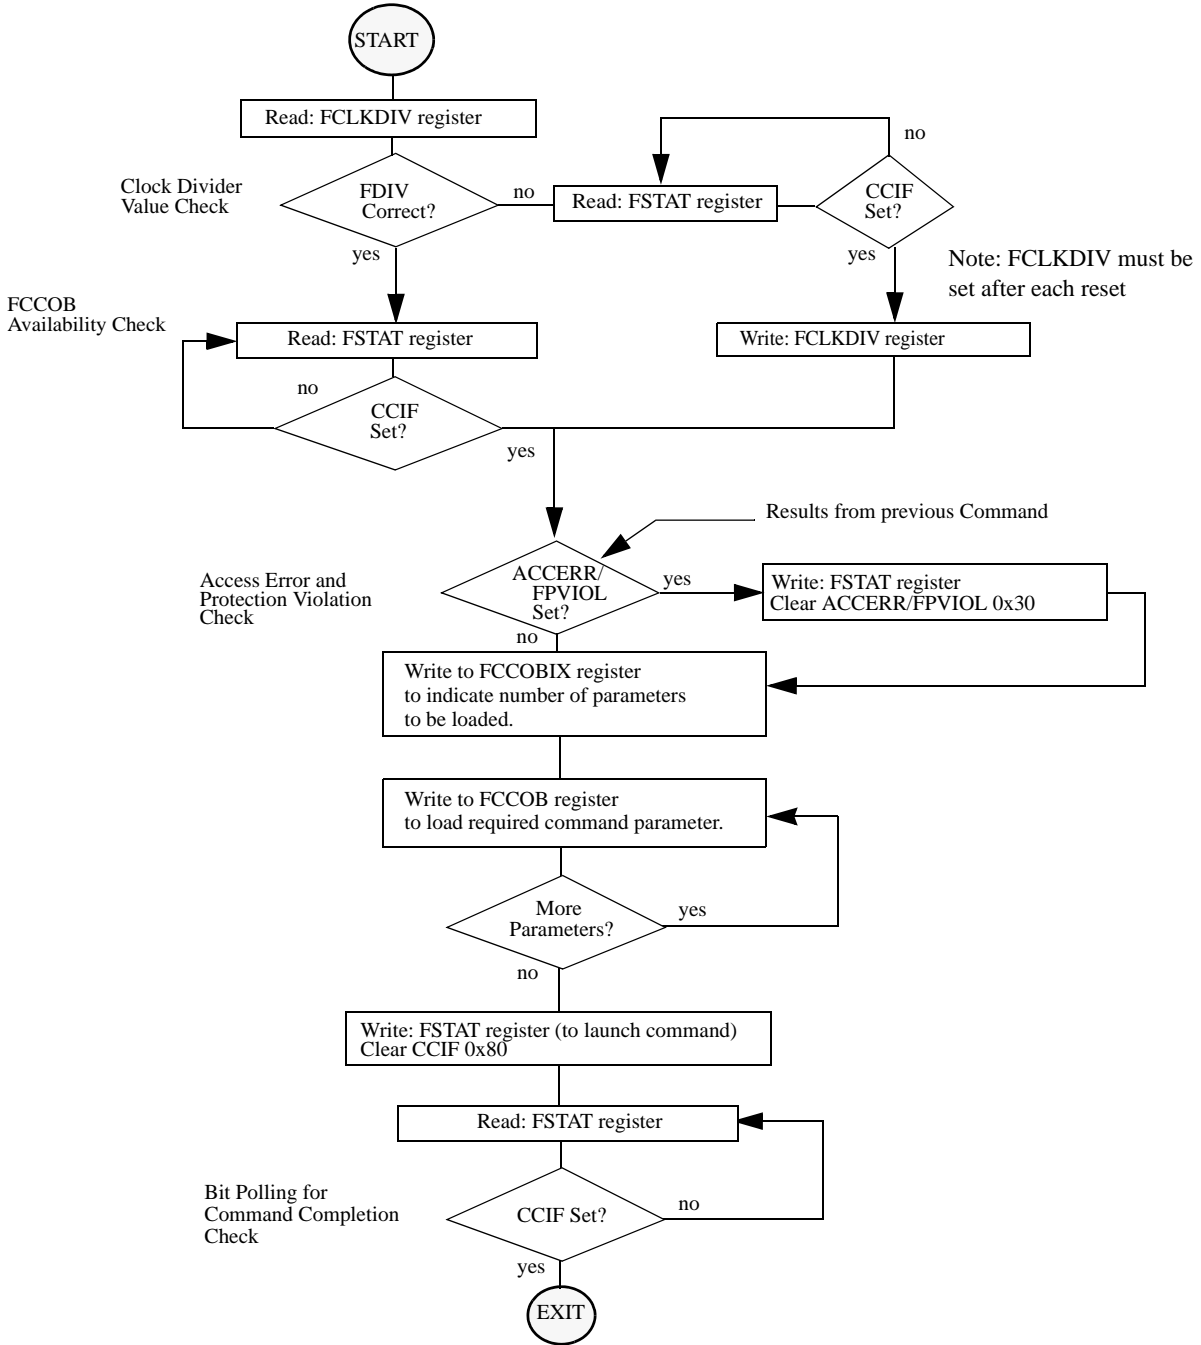 START
Read: FCLKDIV register
Clock Divider
Value Check
FDIV
Correct?
no
Read: FSTAT register
CCIF
Set?
no
yes
yes
Note: FCLKDIV must be
set after each reset
FCCOB
Availability Check
Read: FSTAT register
Write: FCLKDIV register
no
CCIF
Set?
yes
Results from previous Command
Access Error and
Protection Violation
Check
ACCERR/
FPVIOL
Set?
yes
Write: FSTAT register
Clear ACCERR/FPVIOL 0x30
no
Write to FCCOBIX register
to indicate number of parameters
to be loaded.
Write to FCCOB register
to load required command parameter.
More
Parameters?
yes
no
Write: FSTAT register (to launch command)
Clear CCIF 0x80
Read: FSTAT register
Bit Polling for
Command Completion
Check
CCIF Set?
no
yes
EXIT